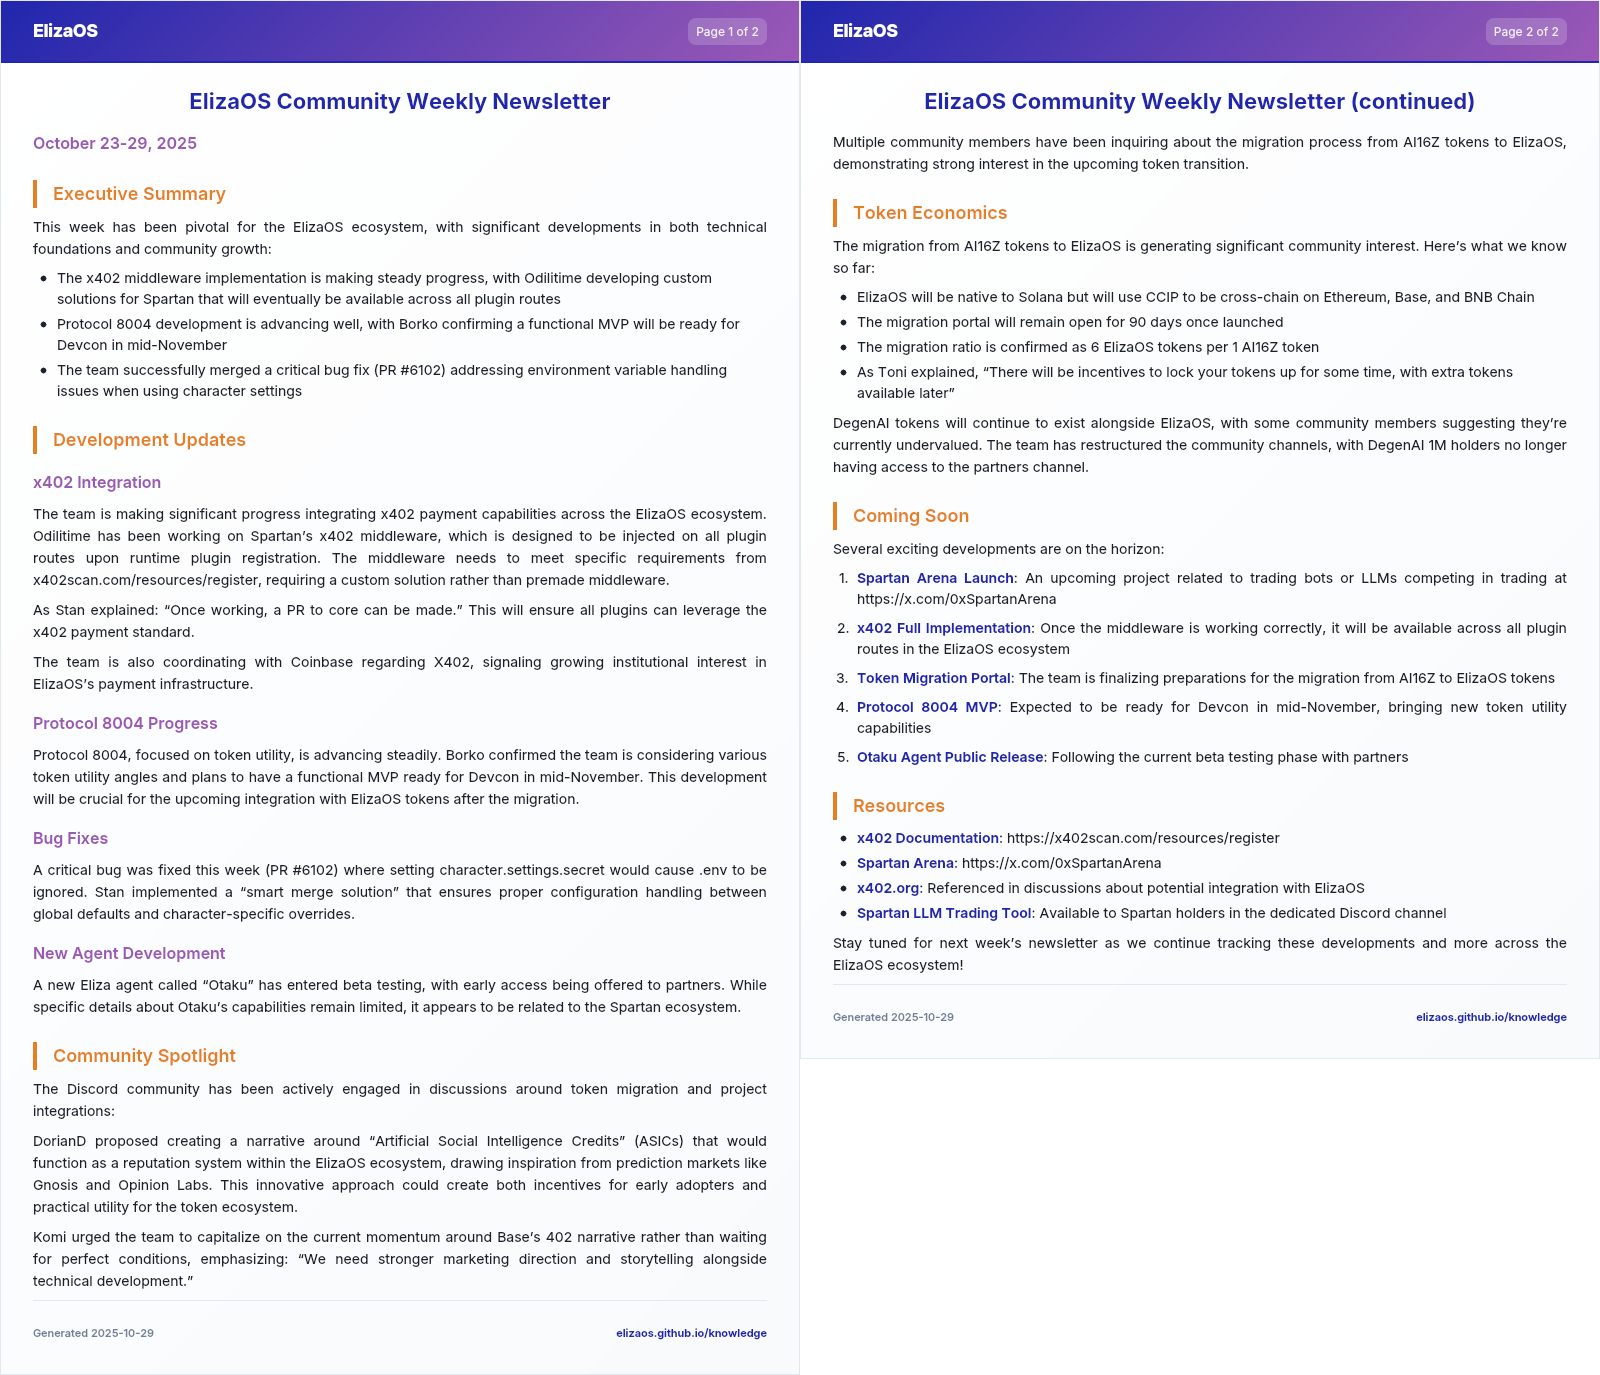 ElizaOS
Page 1 of 2
ElizaOS Community Weekly Newsletter
October 23-29, 2025
Executive Summary
This week has been pivotal for the ElizaOS ecosystem, with significant developments in both technical
foundations and community growth:
• The x402 middleware implementation is making steady progress, with Odilitime developing custom
solutions for Spartan that will eventually be available across all plugin routes
• Protocol 8004 development is advancing well, with Borko confirming a functional MVP will be ready for
Devcon in mid-November
• The team successfully merged a critical bug fix (PR #6102) addressing environment variable handling
issues when using character settings
Development Updates
x402 Integration
The team is making significant progress integrating x402 payment capabilities across the ElizaOS ecosystem.
Odilitime has been working on Spartan’s x402 middleware, which is designed to be injected on all plugin
routes upon runtime plugin registration. The middleware needs to meet specific requirements from
x402scan.com/resources/register, requiring a custom solution rather than premade middleware.
As Stan explained: “Once working, a PR to core can be made.” This will ensure all plugins can leverage the
x402 payment standard.
The team is also coordinating with Coinbase regarding X402, signaling growing institutional interest in
ElizaOS’s payment infrastructure.
Protocol 8004 Progress
Protocol 8004, focused on token utility, is advancing steadily. Borko confirmed the team is considering various
token utility angles and plans to have a functional MVP ready for Devcon in mid-November. This development
will be crucial for the upcoming integration with ElizaOS tokens after the migration.
Bug Fixes
A critical bug was fixed this week (PR #6102) where setting character.settings.secret would cause .env to be
ignored. Stan implemented a “smart merge solution” that ensures proper configuration handling between
global defaults and character-specific overrides.
New Agent Development
A new Eliza agent called “Otaku” has entered beta testing, with early access being offered to partners. While
specific details about Otaku’s capabilities remain limited, it appears to be related to the Spartan ecosystem.
Community Spotlight
The Discord community has been actively engaged in discussions around token migration and project
integrations:
DorianD proposed creating a narrative around “Artificial Social Intelligence Credits” (ASICs) that would
function as a reputation system within the ElizaOS ecosystem, drawing inspiration from prediction markets like
Gnosis and Opinion Labs. This innovative approach could create both incentives for early adopters and
practical utility for the token ecosystem.
Komi urged the team to capitalize on the current momentum around Base’s 402 narrative rather than waiting
for perfect conditions, emphasizing: “We need stronger marketing direction and storytelling alongside
technical development.”
Generated 2025-10-29
elizaos.github.io/knowledge
ElizaOS
Page 2 of 2
ElizaOS Community Weekly Newsletter (continued)
Multiple community members have been inquiring about the migration process from AI16Z tokens to ElizaOS,
demonstrating strong interest in the upcoming token transition.
Token Economics
The migration from AI16Z tokens to ElizaOS is generating significant community interest. Here’s what we know
so far:
• ElizaOS will be native to Solana but will use CCIP to be cross-chain on Ethereum, Base, and BNB Chain
• The migration portal will remain open for 90 days once launched
• The migration ratio is confirmed as 6 ElizaOS tokens per 1 AI16Z token
• As Toni explained, “There will be incentives to lock your tokens up for some time, with extra tokens
available later”
DegenAI tokens will continue to exist alongside ElizaOS, with some community members suggesting they’re
currently undervalued. The team has restructured the community channels, with DegenAI 1M holders no longer
having access to the partners channel.
Coming Soon
Several exciting developments are on the horizon:
1. Spartan Arena Launch: An upcoming project related to trading bots or LLMs competing in trading at
https://x.com/0xSpartanArena
2. x402 Full Implementation: Once the middleware is working correctly, it will be available across all plugin
routes in the ElizaOS ecosystem
3. Token Migration Portal: The team is finalizing preparations for the migration from AI16Z to ElizaOS tokens
4. Protocol 8004 MVP: Expected to be ready for Devcon in mid-November, bringing new token utility
capabilities
5. Otaku Agent Public Release: Following the current beta testing phase with partners
Resources
• x402 Documentation: https://x402scan.com/resources/register
• Spartan Arena: https://x.com/0xSpartanArena
• x402.org: Referenced in discussions about potential integration with ElizaOS
• Spartan LLM Trading Tool: Available to Spartan holders in the dedicated Discord channel
Stay tuned for next week’s newsletter as we continue tracking these developments and more across the
ElizaOS ecosystem!
Generated 2025-10-29
elizaos.github.io/knowledge